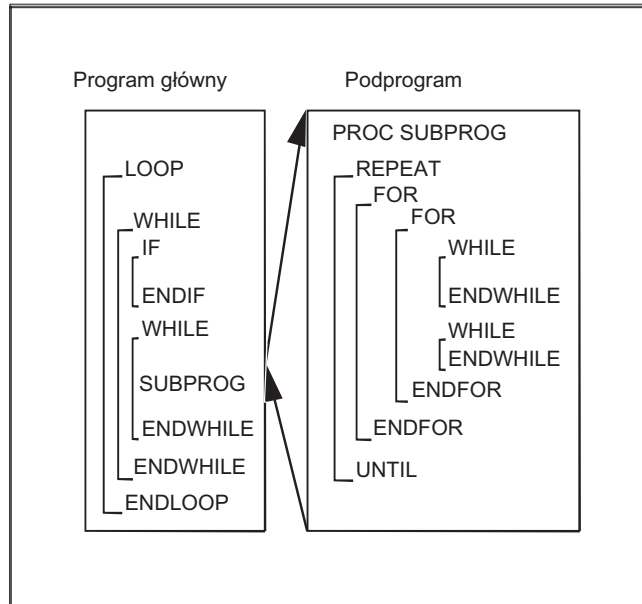 Program główny
LOOP
WHILE
IF
ENDIF
WHILE
SUBPROG
ENDWHILE
ENDWHILE
ENDLOOP
Podprogram
PROC SUBPROG
REPEAT
FOR
FOR
WHILE
ENDWHILE
WHILE
ENDWHILE
ENDFOR
ENDFOR
UNTIL